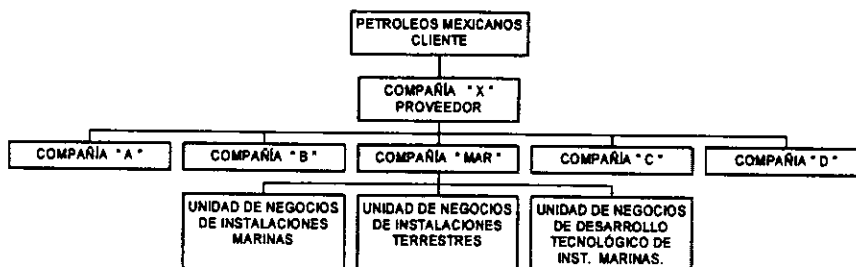 PETROLEOS MEXICANOS
CLIENTE
COMPAÑÍA "X"
PROVEEDOR
COMPAÑÍA "A"
COMPAÑÍA "B"
COMPAÑÍA "MAR"
COMPAÑÍA "C"
COMPAÑIA "D"
UNIDAD DE NEGOCIOS
DE INSTALACIONES
MARINAS
UNIDAD DE NEGOCIOS
DE INSTALACIONES
TERRESTRES
UNIDAD DE NEGOCIOS
DE DESARROLLO
TECNOLÓGICO DE
INST. MARINAS.